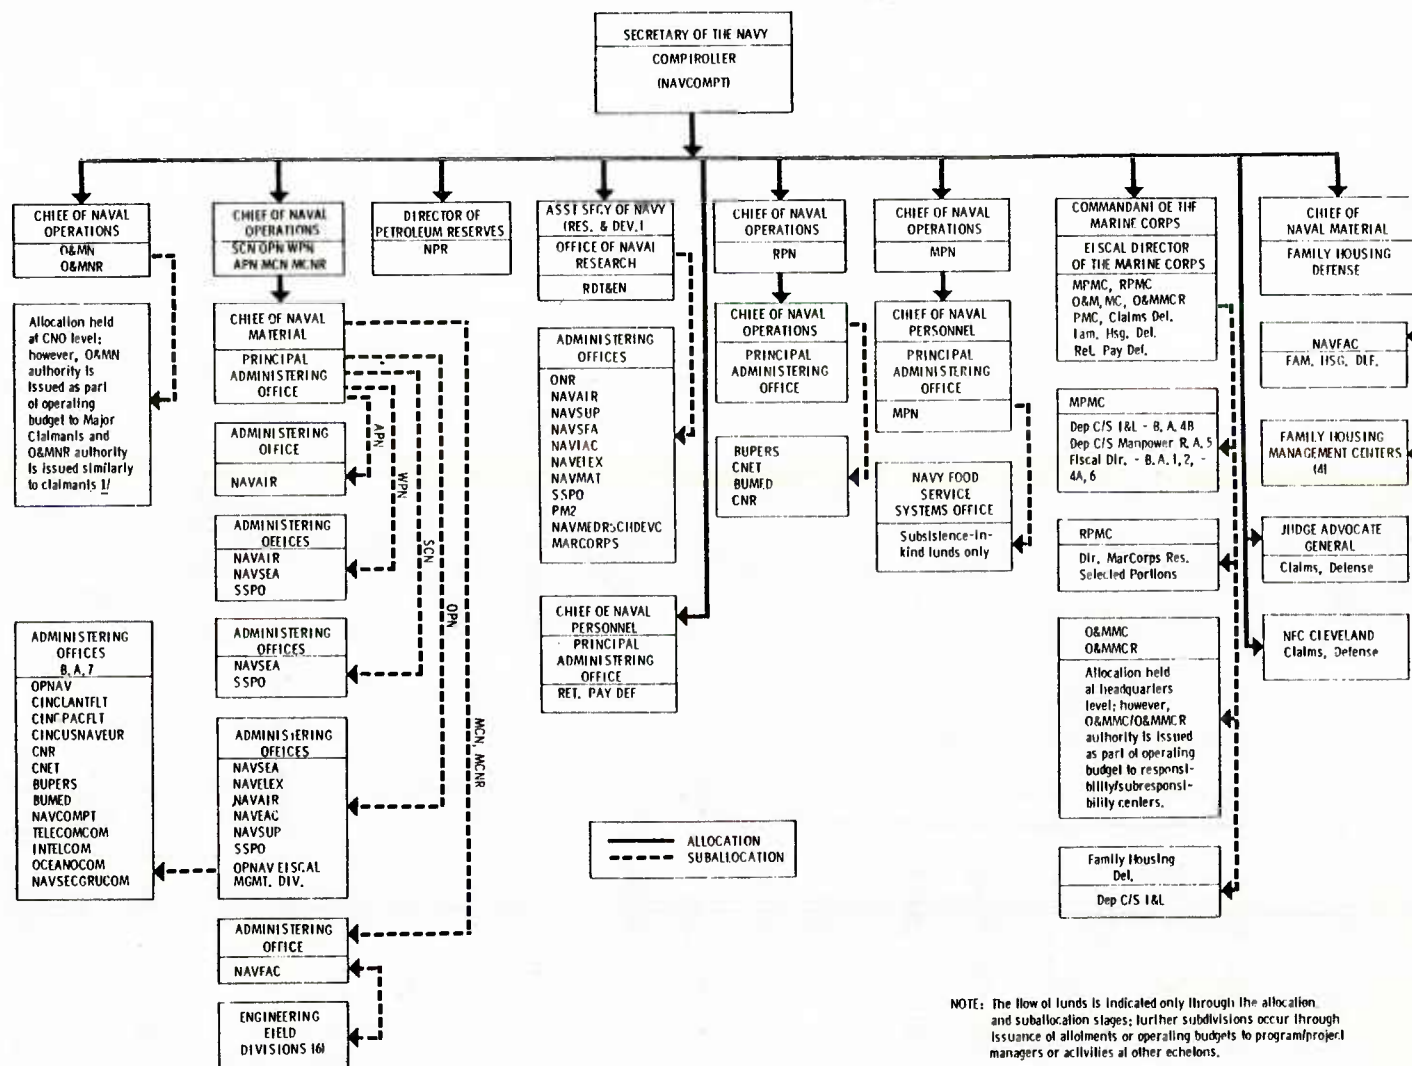 SECRETARY OF THE NAVY
COMPTROLLER
(NAVCOMPT)
CHIEF OF NAVAL
OPERATIONS
O&MN
O&MNR
Allocation held
at CNO level;
however, O&MN
authority is
issued as part
of operating
budget to Major
Claimants and
O&MNR authority
is issued similarly
to claimants 1/
ADMINISTERING
OFFICES
B.A. 7
OPNAV
CINCLANTFLT
CINCPACFLT
CINCUSNAVEUR
CNR
CNET
BUPERS
BUMED
NAVCOMPT
TELECOMCOM
INTELCOM
OCEANOCOM
NAVSECGRUCOM
CHIEF OF NAVAL
OPERATIONS
SCN OPN WPN
APN MCN MCNR
CHIEF OF NAVAL
MATERIAL
PRINCIPAL
ADMINISTERING
OFFICE
ADMINISTERING
OFFICE
NAVAIR
ADMINISTERING
OFFICES
NAVAIR
NAVSEA
SSPO
ADMINISTERING
OFFICES
NAVSEA
SSPO
ADMINISTERING
OFFICES
NAVSEA
NAVELEX
NAVAIR
NAVFAC
NAVSUP
SSPO
OPNAV FISCAL
MGMT. DIV.
ADMINISTERING
OFFICE
NAVFAC
ENGINEERING
FIELD
DIVISIONS (6)
APN
WPN
SCN
OPN
MCN, MCNR
DIRECTOR OF
PETROLEUM RESERVES
NPR
ASST SECY OF NAVY
(RES. & DEV.)
OFFICE OF NAVAL
RESEARCH
RDT&EN
ADMINISTERING
OFFICES
ONR
NAVAIR
NAVSUP
NAVSEA
NAVFAC
NAVELEX
NAVMAT
SSPO
PM2
NAVMEDRSCHDEVC
MARCORPS
CHIEF OF NAVAL
PERSONNEL
PRINCIPAL
ADMINISTERING
OFFICE
RET. PAY DEF
CHIEF OF NAVAL
OPERATIONS
RPN
CHIEF OF NAVAL
OPERATIONS
PRINCIPAL
ADMINISTERING
OFFICE
BUPERS
CNET
BUMED
CNR
CHIEF OF NAVAL
OPERATIONS
MPN
CHIEF OF NAVAL
PERSONNEL
PRINCIPAL
ADMINISTERING
OFFICE
MPN
NAVY FOOD
SERVICE
SYSTEMS OFFICE
Subsistence-in-
kind funds only
COMMANDANT OF THE
MARINE CORPS
FISCAL DIRECTOR
OF THE MARINE CORPS
MPMC, RPMC
O&M, MC, O&MMCR
PMC, Claims Def.
Fam. Hsg. Def.
Ret. Pay Def.
MPMC
Dep C/S I&L - B.A. 4B
Dep C/S Manpower B.A. 5
Fiscal Dir. - B.A. 1, 2, -
4A, 6
RPMC
Dir. MarCorps Res.
Selected Portions
O&MMC
O&MMCR
Allocation held
at headquarters
level; however,
O&MMC/O&MMCR
authority is issued
as part of operating
budget to responsi-
bility/subresponsi-
bility centers.
Family Housing
Def.
Dep C/S I&L
CHIEF OF
NAVAL MATERIAL
FAMILY HOUSING
DEFENSE
NAVFAC
FAM. HSG. DEF.
FAMILY HOUSING
MANAGEMENT CENTERS
(4)
JUDGE ADVOCATE
GENERAL
Claims, Defense
NFC CLEVELAND
Claims, Defense
ALLOCATION
SUBALLOCATION
NOTE: The flow of funds is indicated only through the allocation
and suballocation stages; further subdivisions occur through
issuance of allotments or operating budgets to program/project
managers or activities at other echelons.